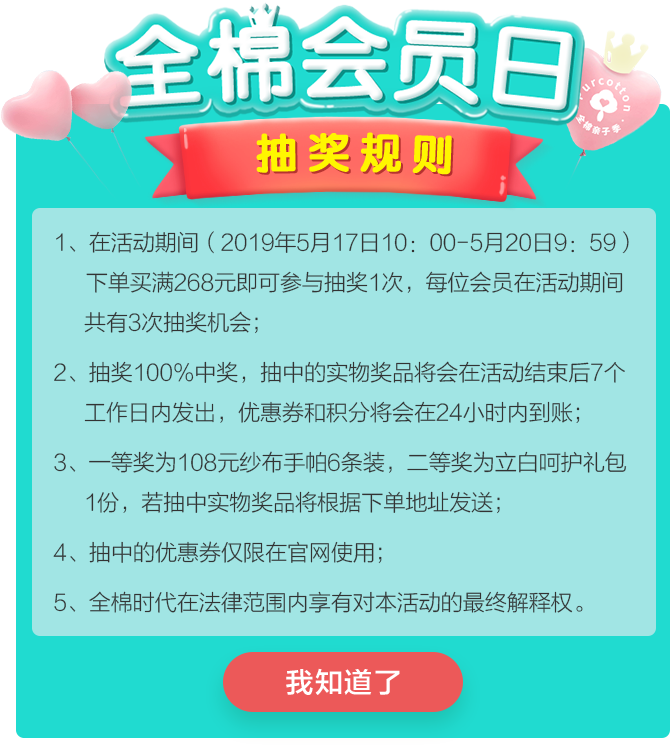 全棉会员日
Purcotton
全棉亲子季
抽奖规则
1、在活动期间（2019年5月17日10：00-5月20日9：59）
下单买满268元即可参与抽奖1次，每位会员在活动期间
共有3次抽奖机会；
2、抽奖100%中奖，抽中的实物奖品将会在活动结束后7个
工作日内发出，优惠券和积分将会在24小时内到账；
3、一等奖为108元纱布手帕6条装，二等奖为立白呵护礼包
1份，若抽中实物奖品将根据下单地址发送；
4、抽中的优惠券仅限在官网使用；
5、全棉时代在法律范围内享有对本活动的最终解释权。
我知道了